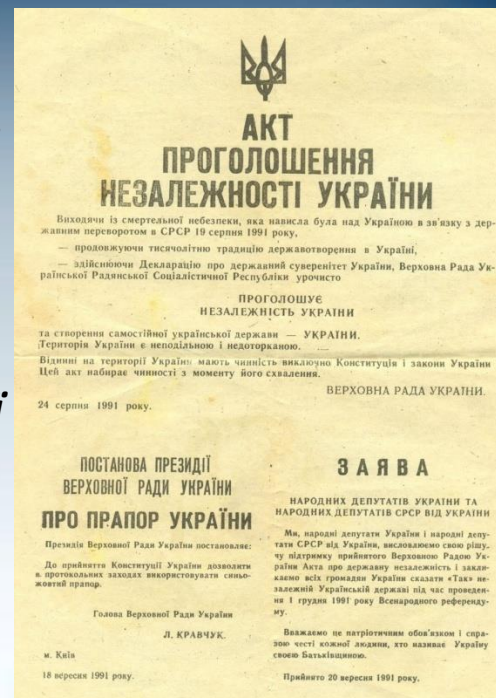 АКТ
ПРОГОЛОШЕННЯ
НЕЗАЛЕЖНОСТІ УКРАЇНИ
Виходячи із смертельної небезпеки, яка нависла була над Україною в зв'язку з дер-
жавним переворотом в СРСР 19 серпня 1991 року,
— продовжуючи тисячолітню традицію державотворення в Україні,
— здійснюючи Декларацію про державний суверенітет України, Верховна Рада Ук-
раїнської Радянської Соціалістичної Республіки урочисто
ПРОГОЛОШУЄ
НЕЗАЛЕЖНІСТЬ УКРАЇНИ
та створення самостійної української держави — УКРАЇНИ.
Територія України є неподільною і недоторканою.
Віднині на території України мають чинність виключно Конституція і закони України
Цей акт набирає чинності з моменту його схвалення.
ВЕРХОВНА РАДА УКРАЇНИ.
24 серпня 1991 року.
ПОСТАНОВА ПРЕЗИДІЇ
ВЕРХОВНОЇ РАДИ УКРАЇНИ
ПРО ПРАПОР УКРАЇНИ
Президія Верховної Ради України постановляє:
До прийняття Конституції України дозволити
в протокольних заходах використовувати синьо-
жовтий прапор.
Голова Верховної Ради України
Л. КРАВЧУК.
м. Київ
18 вересня 1991 року.
ЗАЯВА
НАРОДНИХ ДЕПУТАТІВ УКРАЇНИ ТА
НАРОДНИХ ДЕПУТАТІВ СРСР ВІД УКРАЇНИ
Ми, народні депутати України і народні депу-
тати СРСР від України, висловлюємо свою рішу-
чу підтримку прийнятого Верховною Радою Ук-
раїни Акта про державну незалежність і закли-
каємо всіх громадян України сказати «Так» не-
залежній Українській державі під час проведен-
ня 1 грудня 1991 року Всенародного референду-
му.
Вважаємо це патріотичним обов'язком і спра-
вою честі кожної людини, хто називає Україну
своєю Батьківщиною.
Прийнято 20 вересня 1991 року.